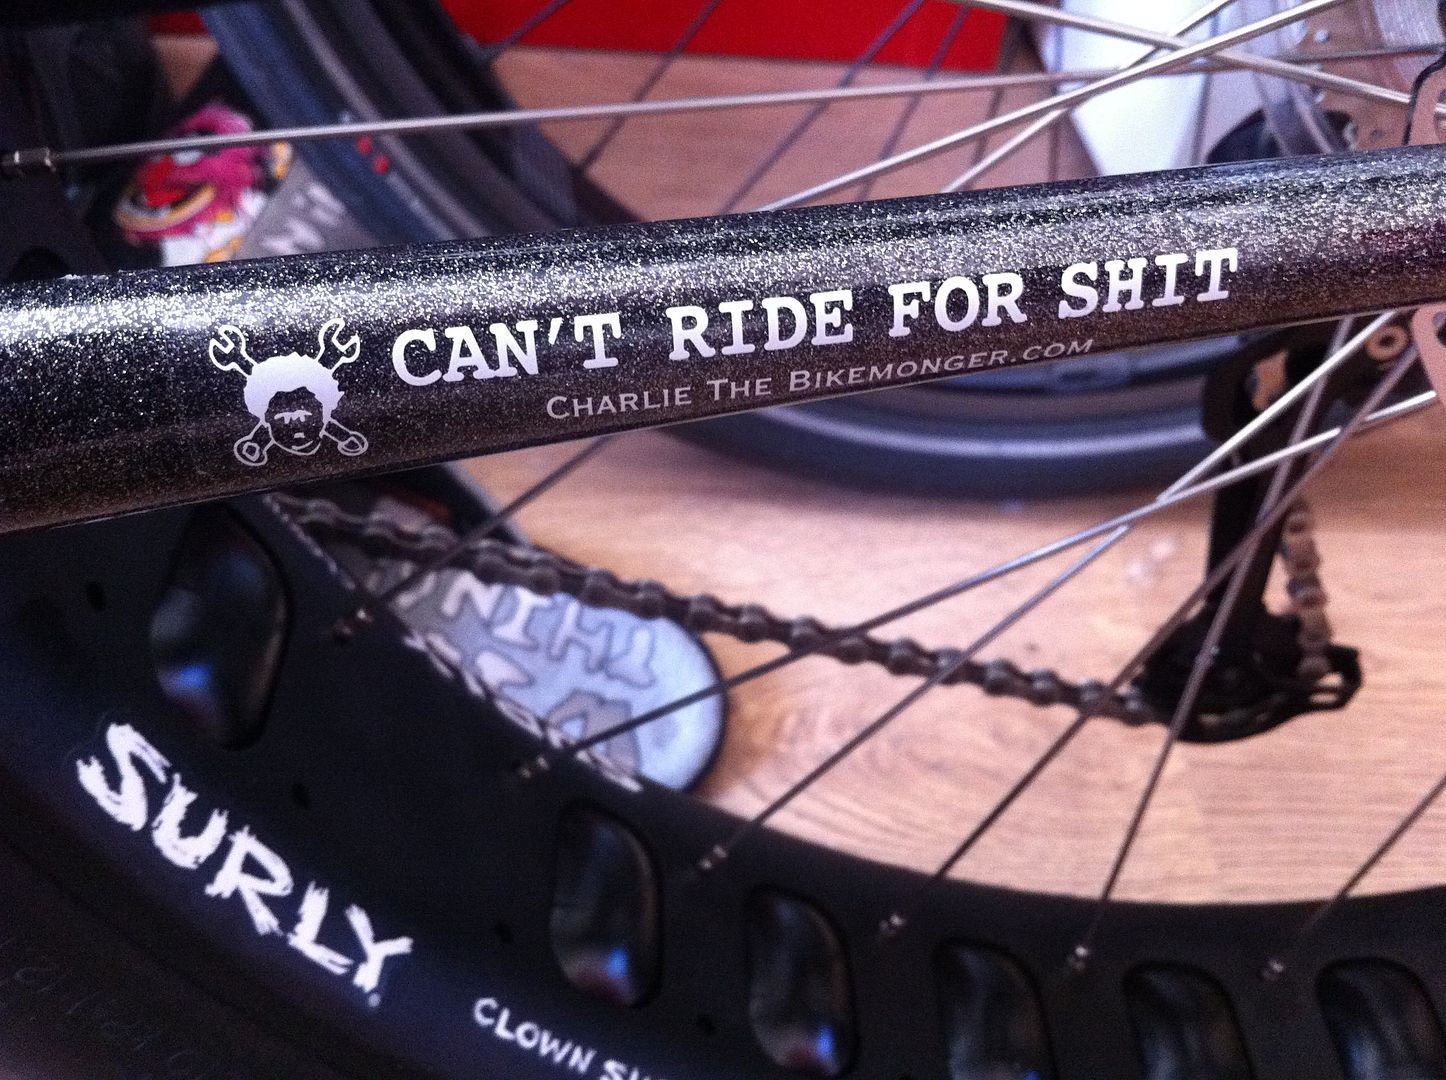 CAN'T RIDE FOR SHIT
CHARLIE THE BIKEMONGER.COM
SURLY
CLOWN